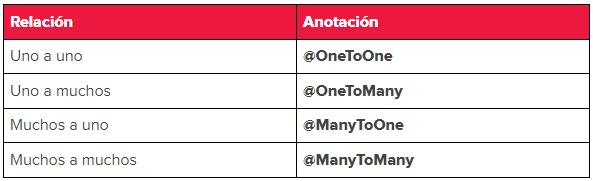 Relación Anotación
Uno a uno @OneToOne
Uno a muchos @OneToMany
Muchos a uno @ManyToOne
Muchos a muchos @ManyToMany